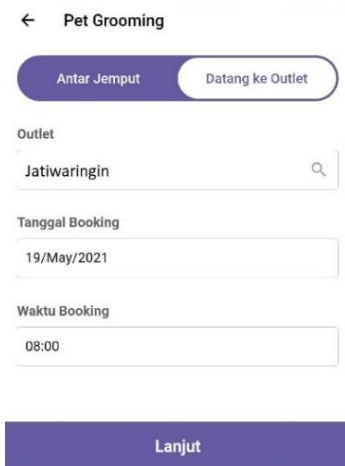 Pet Grooming
Antar Jemput
Datang ke Outlet
Outlet
Jatiwaringin
Tanggal Booking
19/May/2021
Waktu Booking
08:00
Lanjut